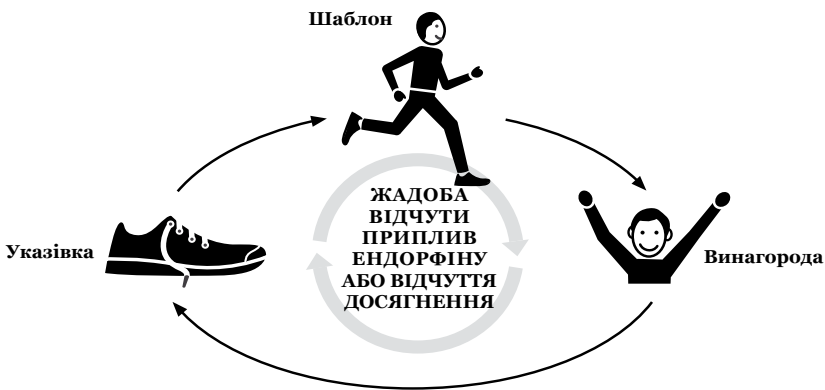 Шаблон
Указівка
ЖАДОБА
ВІДЧУТИ
ПРИПЛИВ
ЕНДОРФІНУ
АБО ВІДЧУТТЯ
ДОСЯГНЕННЯ
Винагорода